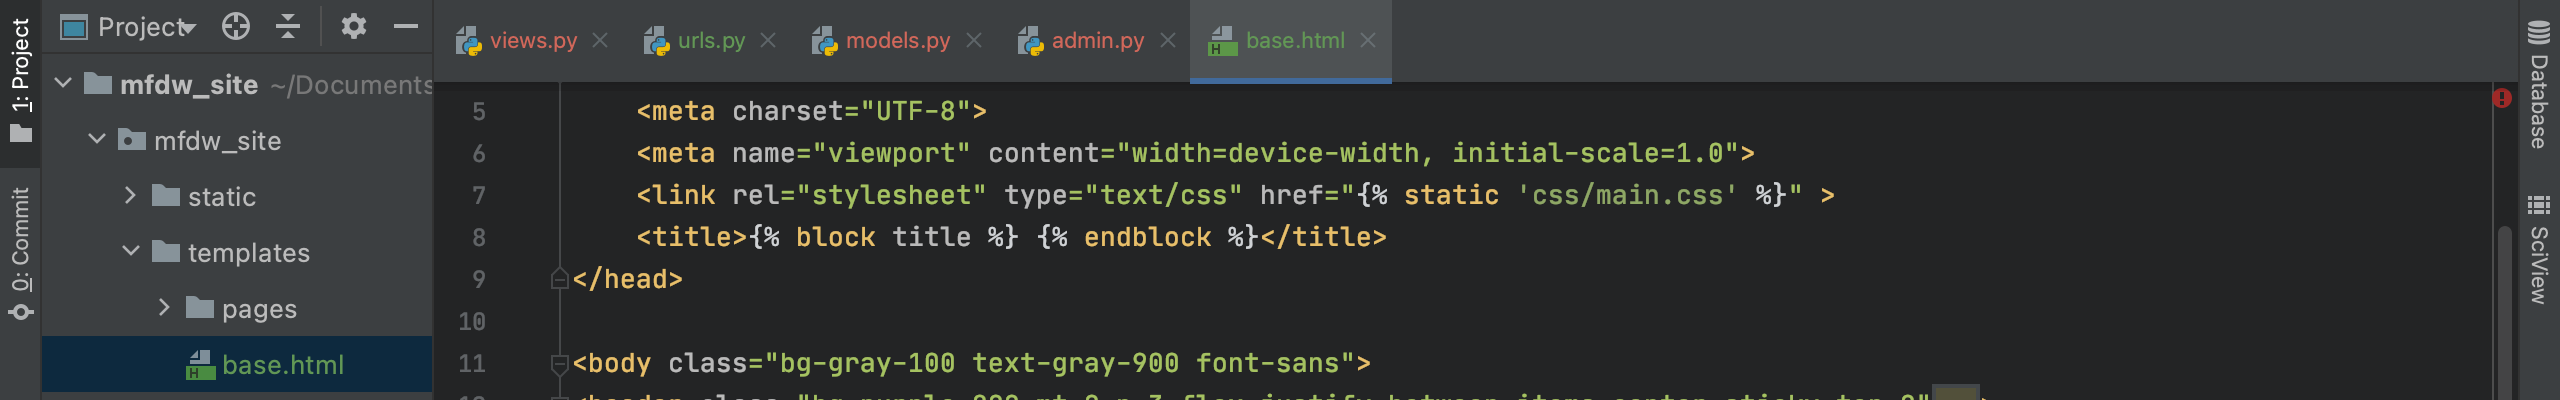 1: Project
0: Commit
Project
mfdw_site ~/Documents
mfdw_site
static
templates
pages
base.html
views.py urls.py models.py admin.py base.html
5 <meta charset="UTF-8">
6 <meta name="viewport" content="width=device-width, initial-scale=1.0">
7 <link rel="stylesheet" type="text/css" href="{% static 'css/main.css' %}" >
8 <title>{% block title %} {% endblock %}</title>
9 </head>
10
11 <body class="bg-gray-100 text-gray-900 font-sans">
Database
SciView